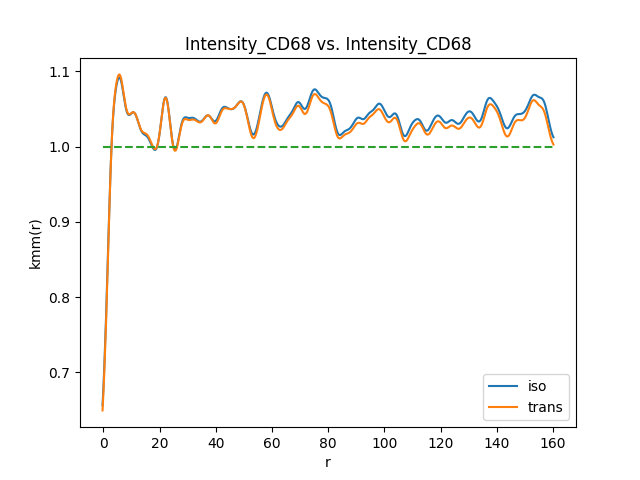 Intensity_CD68 vs. Intensity_CD68
1.1
1.0
0.9
0.8
0.7
kmm(r)
iso
trans
0 20 40 60 80 100 120 140 160
r